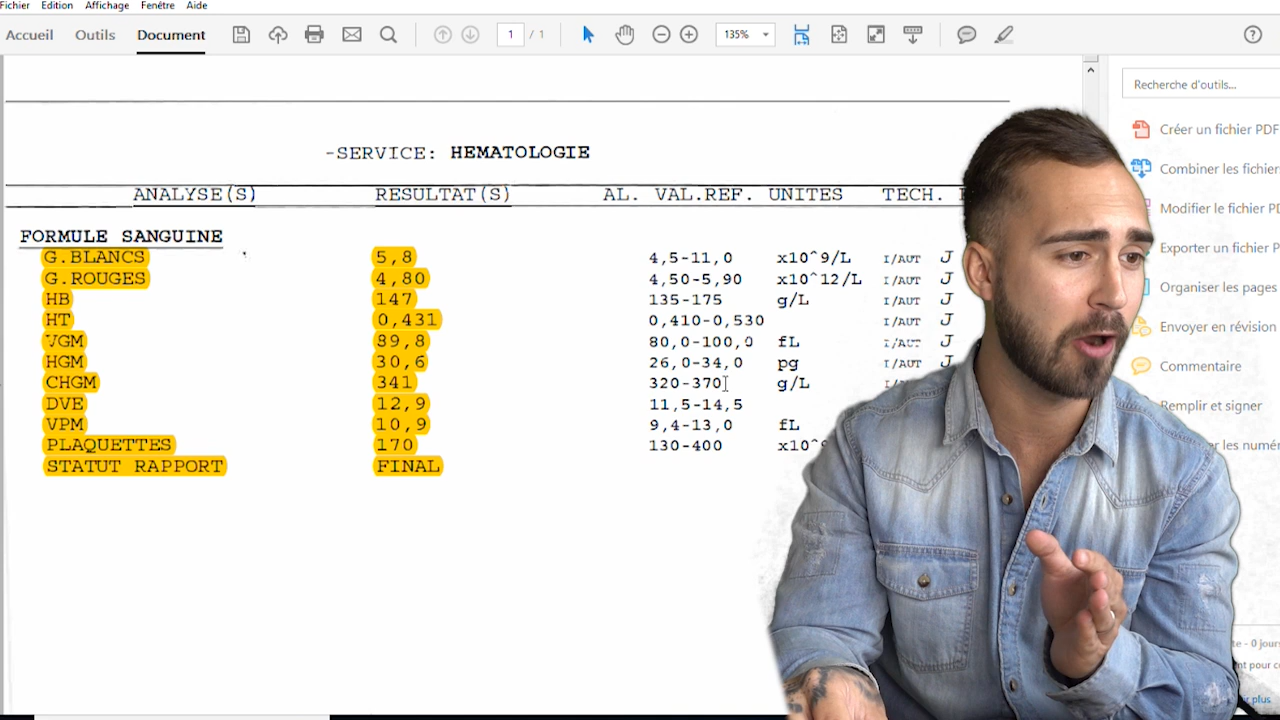 Fichier Edition Affichage Fenêtre Aide
Accueil Outils Document 1 / 1 135%
Recherche d'outils...
Créer un fichier PDF
Combiner les fichiers
Modifier le fichier PD
Exporter un fichier P
Organiser les pages
Envoyer en révision
Commentaire
Remplir et signer
-SERVICE: HEMATOLOGIE
ANALYSE(S) RESULTAT(S) AL. VAL.REF. UNITES TECH.
FORMULE SANGUINE
G.BLANCS 5,8 4,5-11,0 x10^9/L I/AUT J
G.ROUGES 4,80 4,50-5,90 x10^12/L I/AUT J
HB 147 135-175 g/L I/AUT J
HT 0,431 0,410-0,530 I/AUT J
VGM 89,8 80,0-100,0 fL I/AUT J
HGM 30,6 26,0-34,0 pg I/AUT J
CHGM 341 320-370 g/L
DVE 12,9 11,5-14,5
VPM 10,9 9,4-13,0 fL
PLAQUETTES 170 130-400
STATUT RAPPORT FINAL